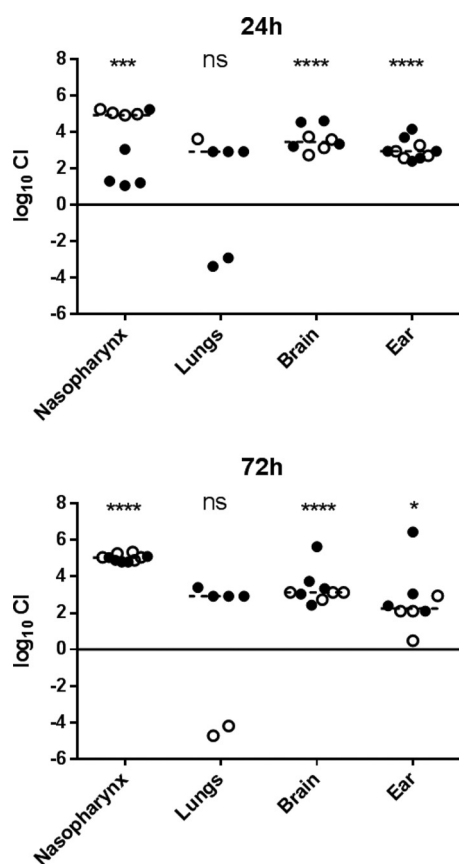 24h
*** ns **** ****
8
6
4
2
0
-2
-4
-6
log10 CI
Nasopharynx Lungs Brain Ear
72h
**** ns **** *
8
6
4
2
0
-2
-4
-6
log10 CI
Nasopharynx Lungs Brain Ear